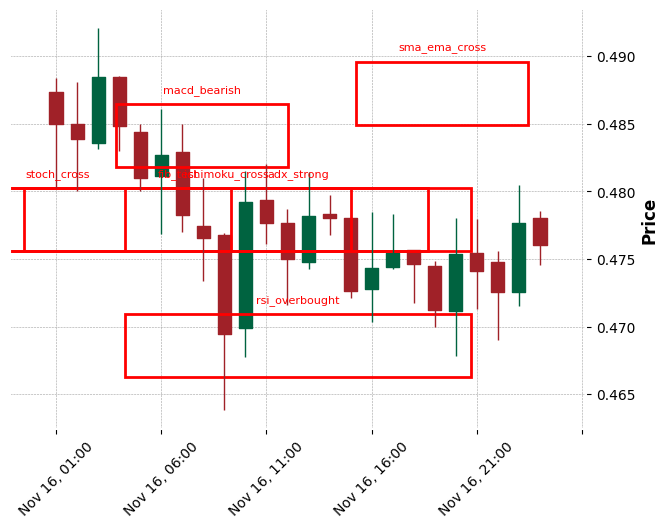 sma_ema_cross
0.490
macd_bearish
0.485
stoch_cross
adx_strong
0.480
Price
0.475
rsi_overbought
0.470
0.465
Nov 16, 01:00
Nov 16, 06:00
Nov 16, 11:00
Nov 16, 16:00
Nov 16, 21:00